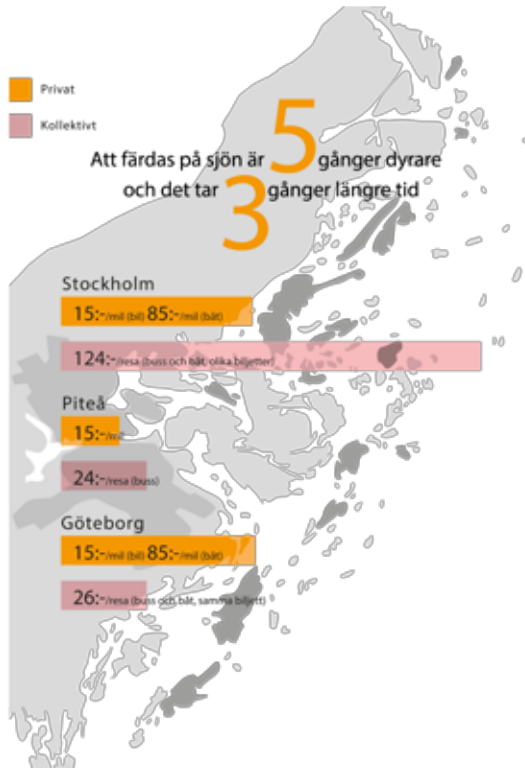 Privat
Kollektivt
Att färdas på sjön är 5 gånger dyrare
och det tar 3 gånger längre tid
Stockholm
15:-/mil (bil) 85:-/mil (båt)
124:-/resa (buss och båt, olika biljetter)
Piteå
15:-/mil
24:-/resa (buss)
Göteborg
15:-/mil (bil) 85:-/mil (båt)
26:-/resa (buss och båt, samma biljett)